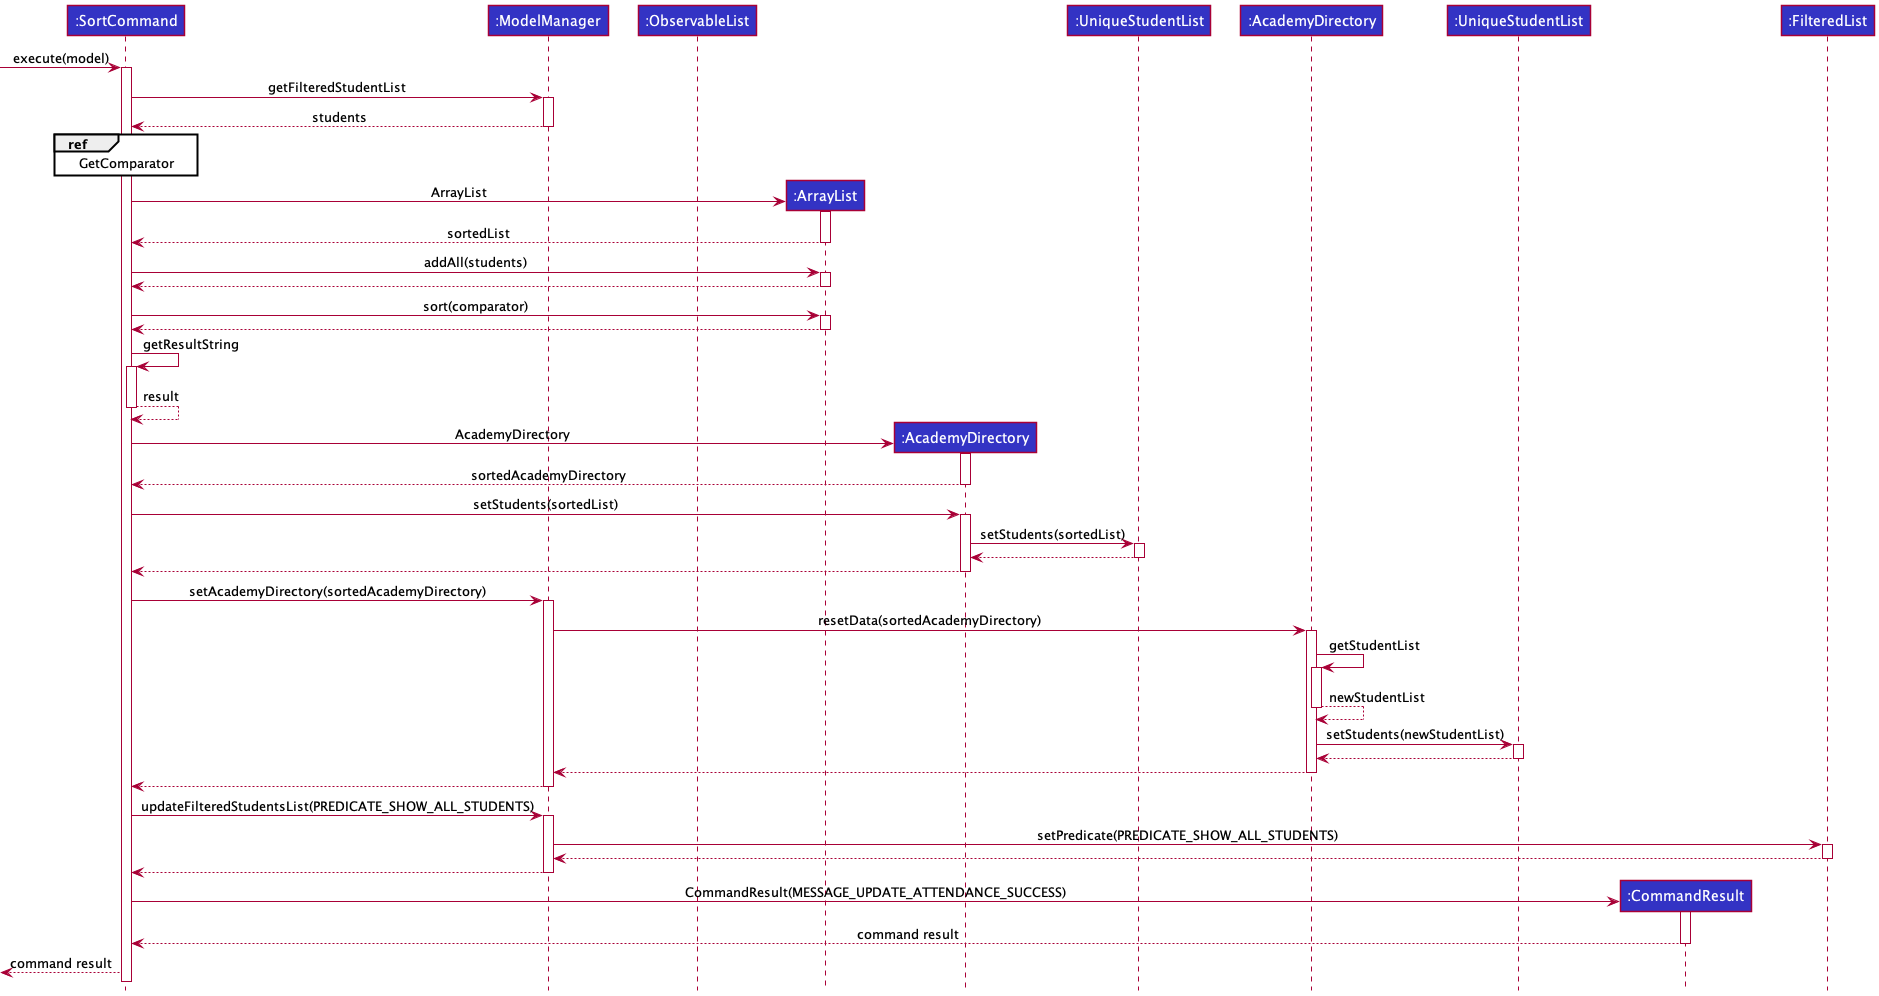 :SortCommand
:ModelManager
:ObservableList
:UniqueStudentList
:AcademyDirectory
:UniqueStudentList
:FilteredList
execute(model)
getFilteredStudentList
students
ref
GetComparator
ArrayList
:ArrayList
sortedList
addAll(students)
sort(comparator)
getResultString
result
AcademyDirectory
:AcademyDirectory
sortedAcademyDirectory
setStudents(sortedList)
setStudents(sortedList)
setAcademyDirectory(sortedAcademyDirectory)
resetData(sortedAcademyDirectory)
getStudentList
newStudentList
setStudents(newStudentList)
updateFilteredStudentsList(PREDICATE_SHOW_ALL_STUDENTS)
setPredicate(PREDICATE_SHOW_ALL_STUDENTS)
CommandResult(MESSAGE_UPDATE_ATTENDANCE_SUCCESS)
:CommandResult
command result
command result